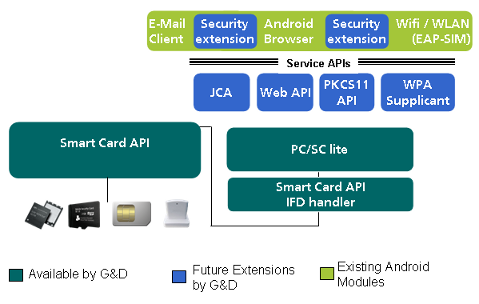 E-Mail Client
Security extension
Android Browser
Security extension
Wifi / WLAN (EAP-SIM)
Service APIs
JCA
Web API
PKCS11 API
WPA Supplicant
Smart Card API
PC/SC lite
Smart Card API
IFD handler
Available by G&D
Future Extensions by G&D
Existing Android Modules